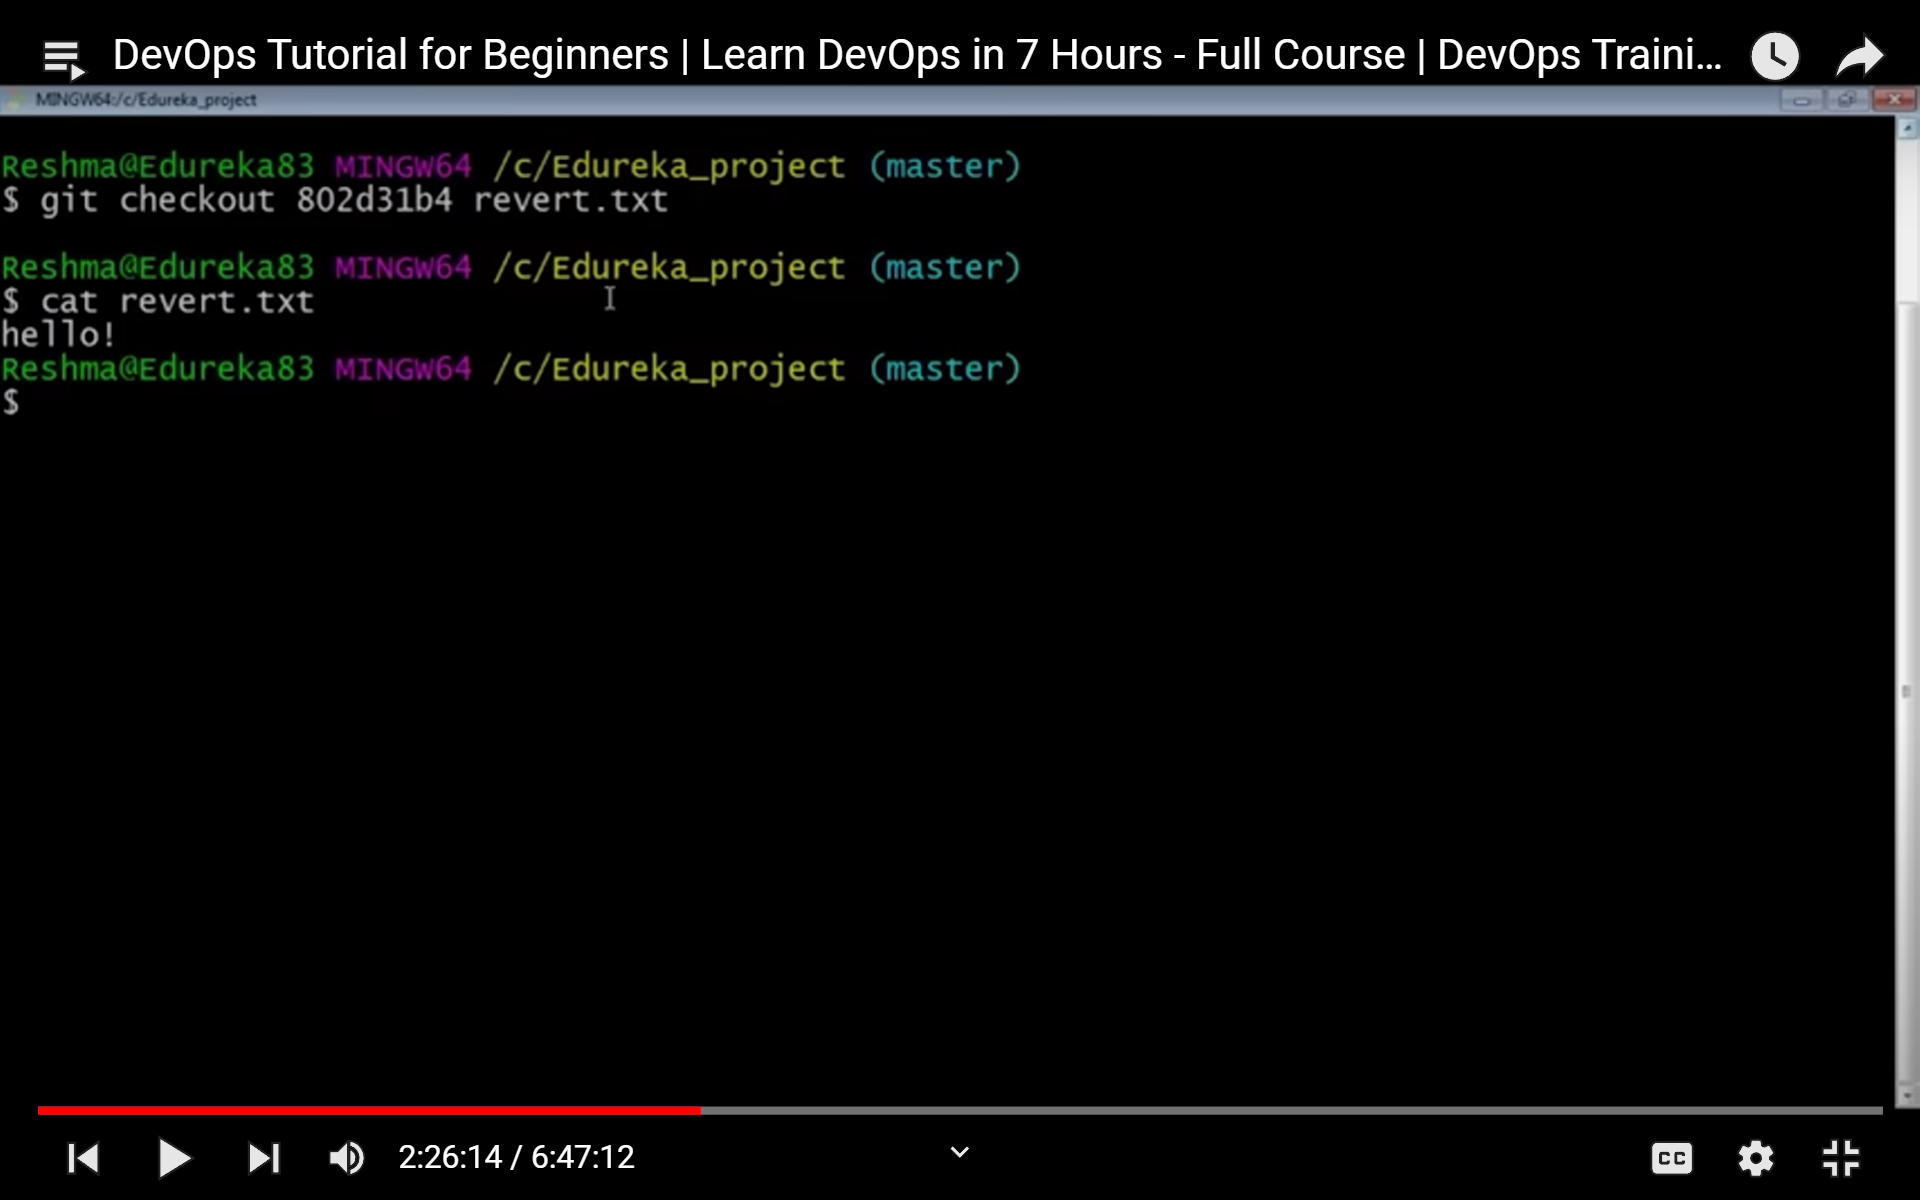 DevOps Tutorial for Beginners | Learn DevOps in 7 Hours - Full Course | DevOps Traini...
MINGW64:/c/Edureka_project
Reshma@Edureka83 MINGW64 /c/Edureka_project (master)
$ git checkout 802d31b4 revert.txt
Reshma@Edureka83 MINGW64 /c/Edureka_project (master)
$ cat revert.txt
hello!
Reshma@Edureka83 MINGW64 /c/Edureka_project (master)
$
2:26:14 / 6:47:12
CC